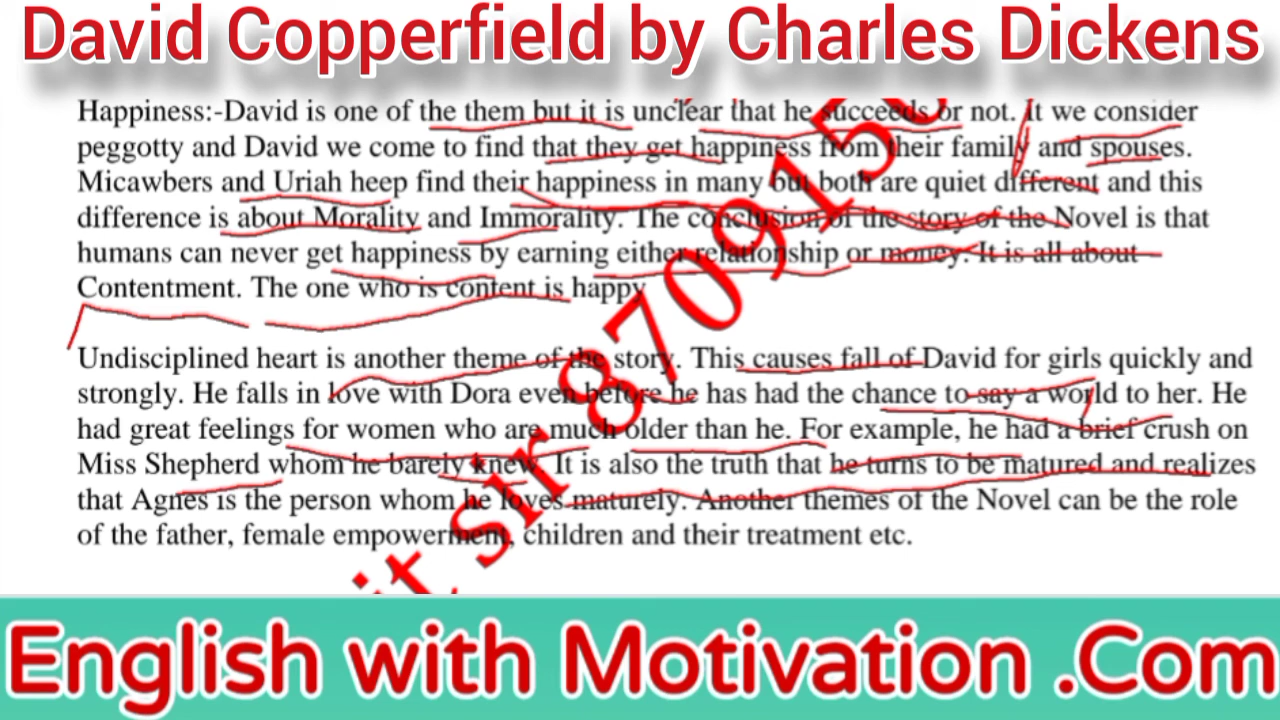 David Copperfield by Charles Dickens
Happiness:-David is one of the them but it is unclear that he succeeds or not. It we consider
peggotty and David we come to find that they get happiness from their family and spouses.
Micawbers and Uriah heep find their happiness in many but both are quiet different and this
difference is about Morality and Immorality. The conclusion of the story of the Novel is that
humans can never get happiness by earning either relationship or money. It is all about
Contentment. The one who is content is happy
Undisciplined heart is another theme of the story. This causes fall of David for girls quickly and
strongly. He falls in love with Dora even before he has had the chance to say a world to her. He
had great feelings for women who are much older than he. For example, he had a brief crush on
Miss Shepherd whom he barely knew. It is also the truth that he turns to be matured and realizes
that Agnes is the person whom he loves maturely. Another themes of the Novel can be the role
of the father, female empowerment, children and their treatment etc.
it sir 870915
English with Motivation .Com